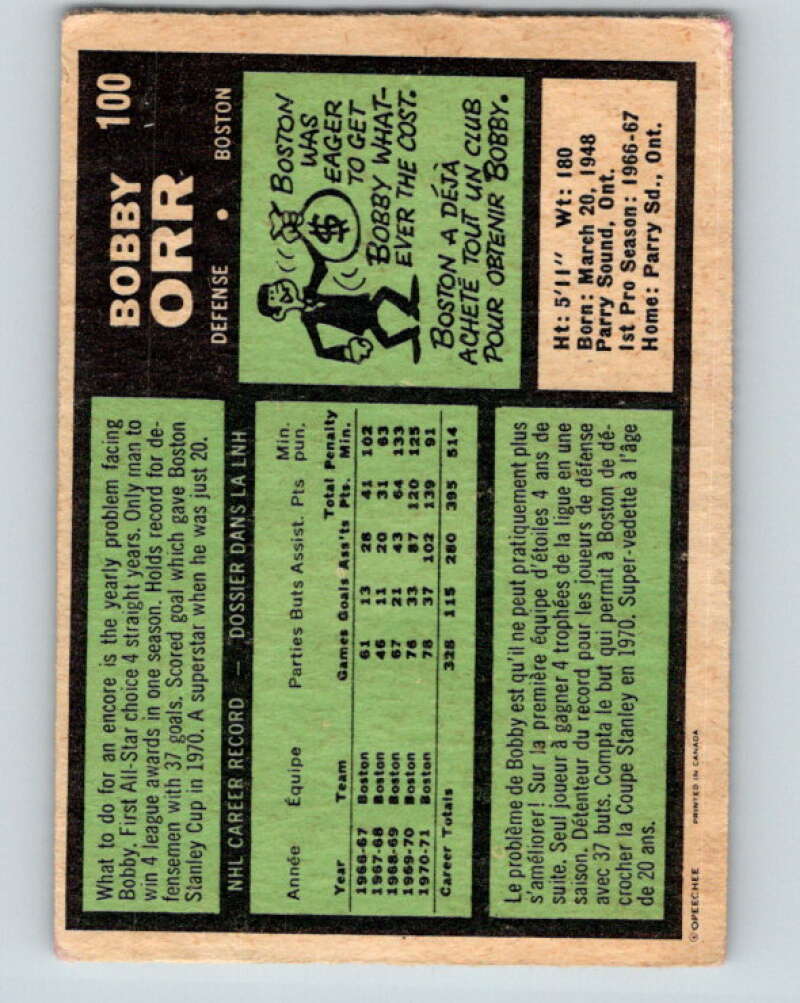 BOBBY 100
ORR
DEFENSE • BOSTON
What to do for an encore is the yearly problem facing
Bobby. First All-Star choice 4 straight years. Only man to
win 4 league awards in one season. Holds record for de-
fensemen with 37 goals. Scored goal which gave Boston
Stanley Cup in 1970. A superstar when he was just 20.
NHL CAREER RECORD — DOSSIER DANS LA LNH
Année Équipe Parties Buts Assist. Pts Min. pun.
Year Team Games Goals Ass'ts Total Pts. Penalty Min.
1966-67 Boston 61 13 28 41 102
1967-68 Boston 46 11 20 31 63
1968-69 Boston 67 21 43 64 133
1969-70 Boston 76 33 87 120 125
1970-71 Boston 78 37 102 139 91
Career Totals 328 115 280 395 514
Le problème de Bobby est qu'il ne peut pratiquement plus
s'améliorer! Sur la première équipe d'étoiles 4 ans de
suite. Seul joueur à gagner 4 trophées de la ligue en une
saison. Détenteur du record pour les joueurs de défense
avec 37 buts. Compta le but qui permit à Boston de dé-
crocher la Coupe Stanley en 1970. Super-vedette à l'âge
de 20 ans.
BOSTON
WAS
EAGER
TO GET
BOBBY WHAT-
EVER THE COST.
$
BOSTON A DÉJÀ
ACHETÉ TOUT UN CLUB
POUR OBTENIR BOBBY.
Ht: 5'11" Wt: 180
Born: March 20, 1948
Parry Sound, Ont.
1st Pro Season: 1966-67
Home: Parry Sd., Ont.
© OPEECHEE PRINTED IN CANADA